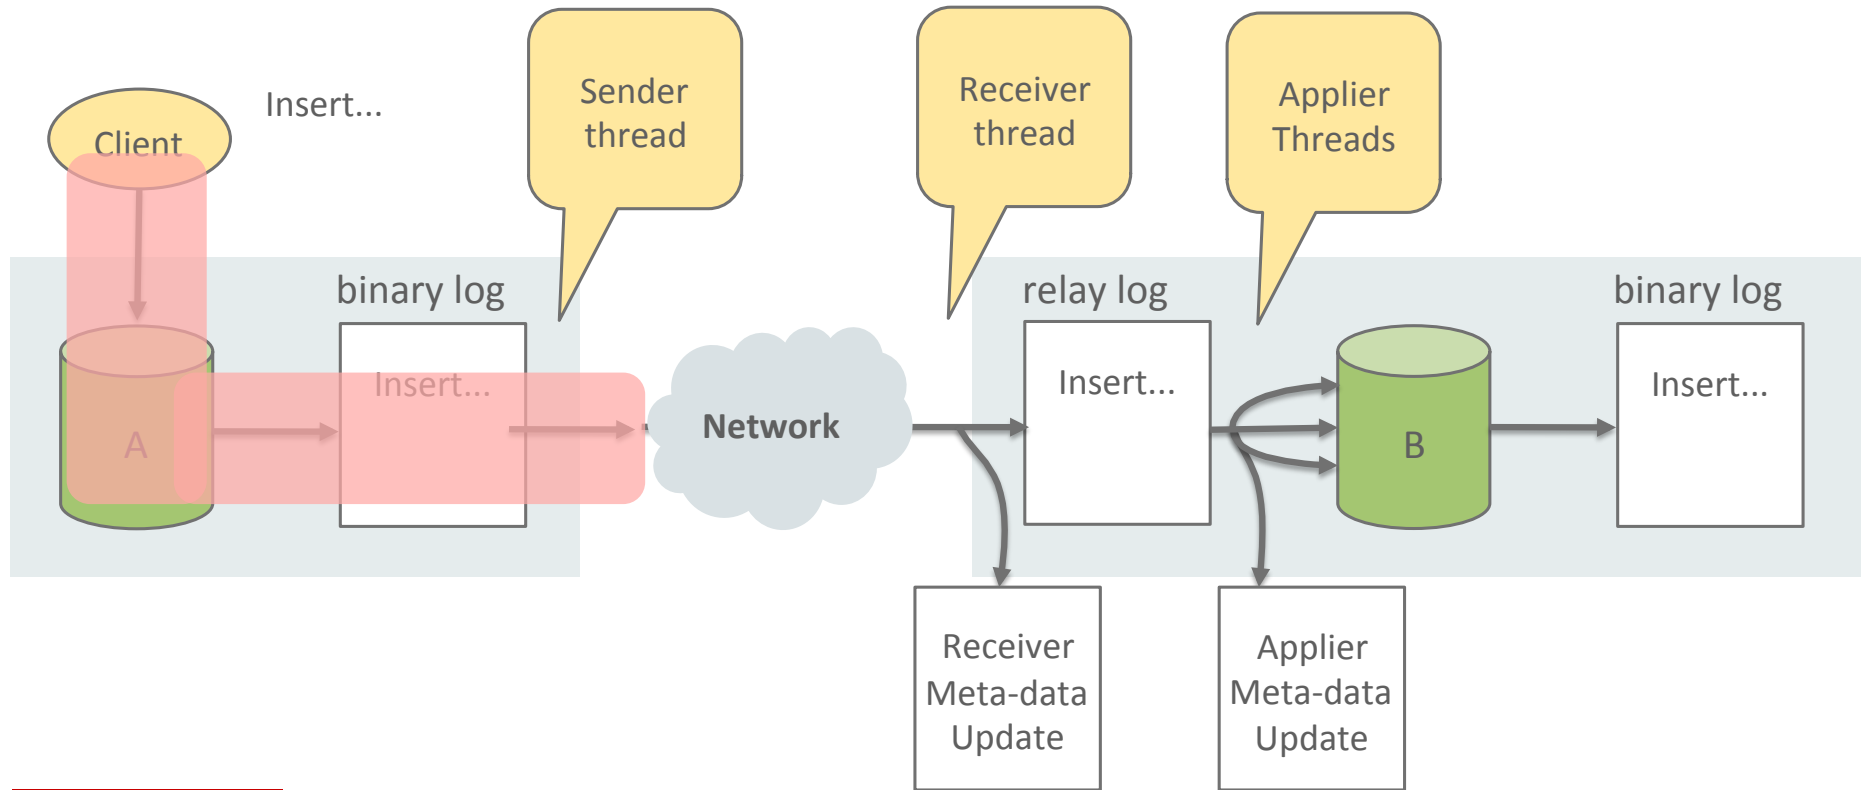 Client
Insert...
Sender
thread
Receiver
thread
Applier
Threads
binary log
Insert...
A
Network
relay log
Insert...
B
binary log
Insert...
Receiver
Meta-data
Update
Applier
Meta-data
Update